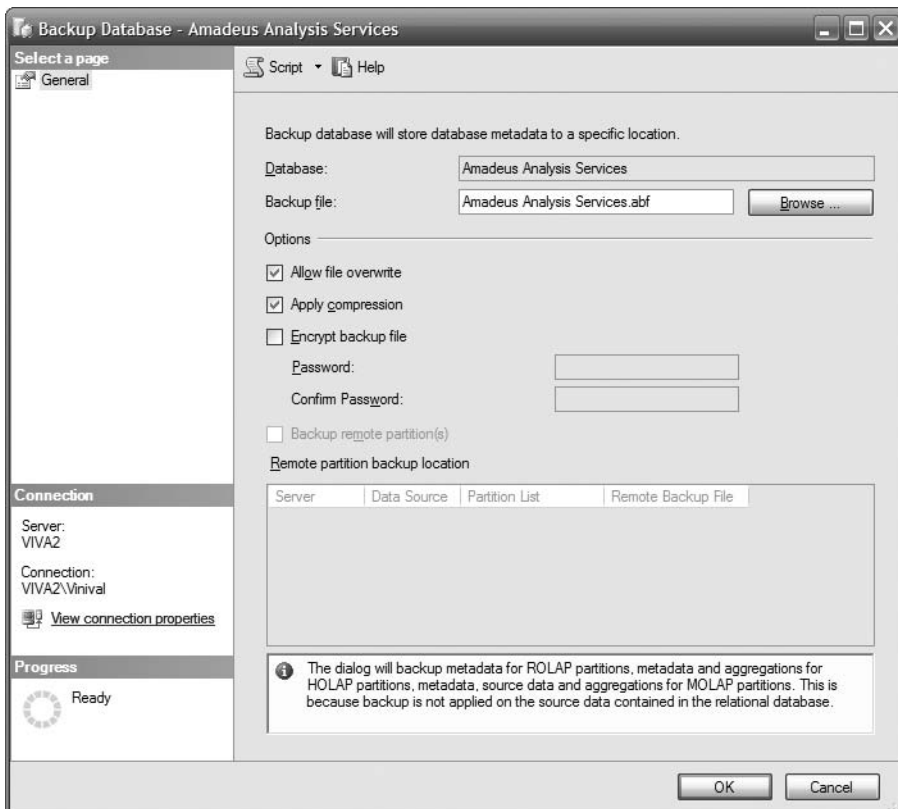 Backup Database - Amadeus Analysis Services
Select a page
General
Script Help
Backup database will store database metadata to a specific location.
Database: Amadeus Analysis Services
Backup file: Amadeus Analysis Services.abf Browse ...
Options
Allow file overwrite
Apply compression
Encrypt backup file
Password:
Confirm Password:
Backup remote partition(s)
Remote partition backup location
Server Data Source Partition List Remote Backup File
Connection
Server:
VIVA2
Connection:
VIVA2\Vinival
View connection properties
Progress
Ready
The dialog will backup metadata for ROLAP partitions, metadata and aggregations for
HOLAP partitions, metadata, source data and aggregations for MOLAP partitions. This is
because backup is not applied on the source data contained in the relational database.
OK Cancel